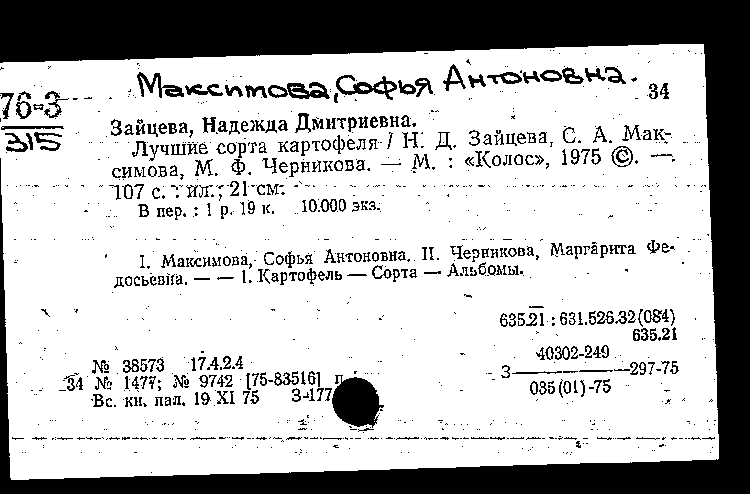 Максимова, Софья Антоновна.
34
76-3
315
Зайцева, Надежда Дмитриевна.
Лучшие сорта картофеля / Н. Д. Зайцева, С. А. Мак-
симова, М. Ф. Черникова. — М. : «Колос», 1975 ©. —
107 с. : ил.; 21 см.
В пер. : 1 р. 19 к. 10.000 экз.
I. Максимова, Софья Антоновна. II. Черникова, Маргарита Фе-
досьевна. — — 1. Картофель — Сорта — Альбомы.
635.21 : 631.526.32(084)
635.21
№ 38573 17.4.2.4
34 № 1477; № 9742 [75-83516] п
Вс. кн. пал. 19 XI 75 З-177
40302-249
З — 297-75
035(01)-75